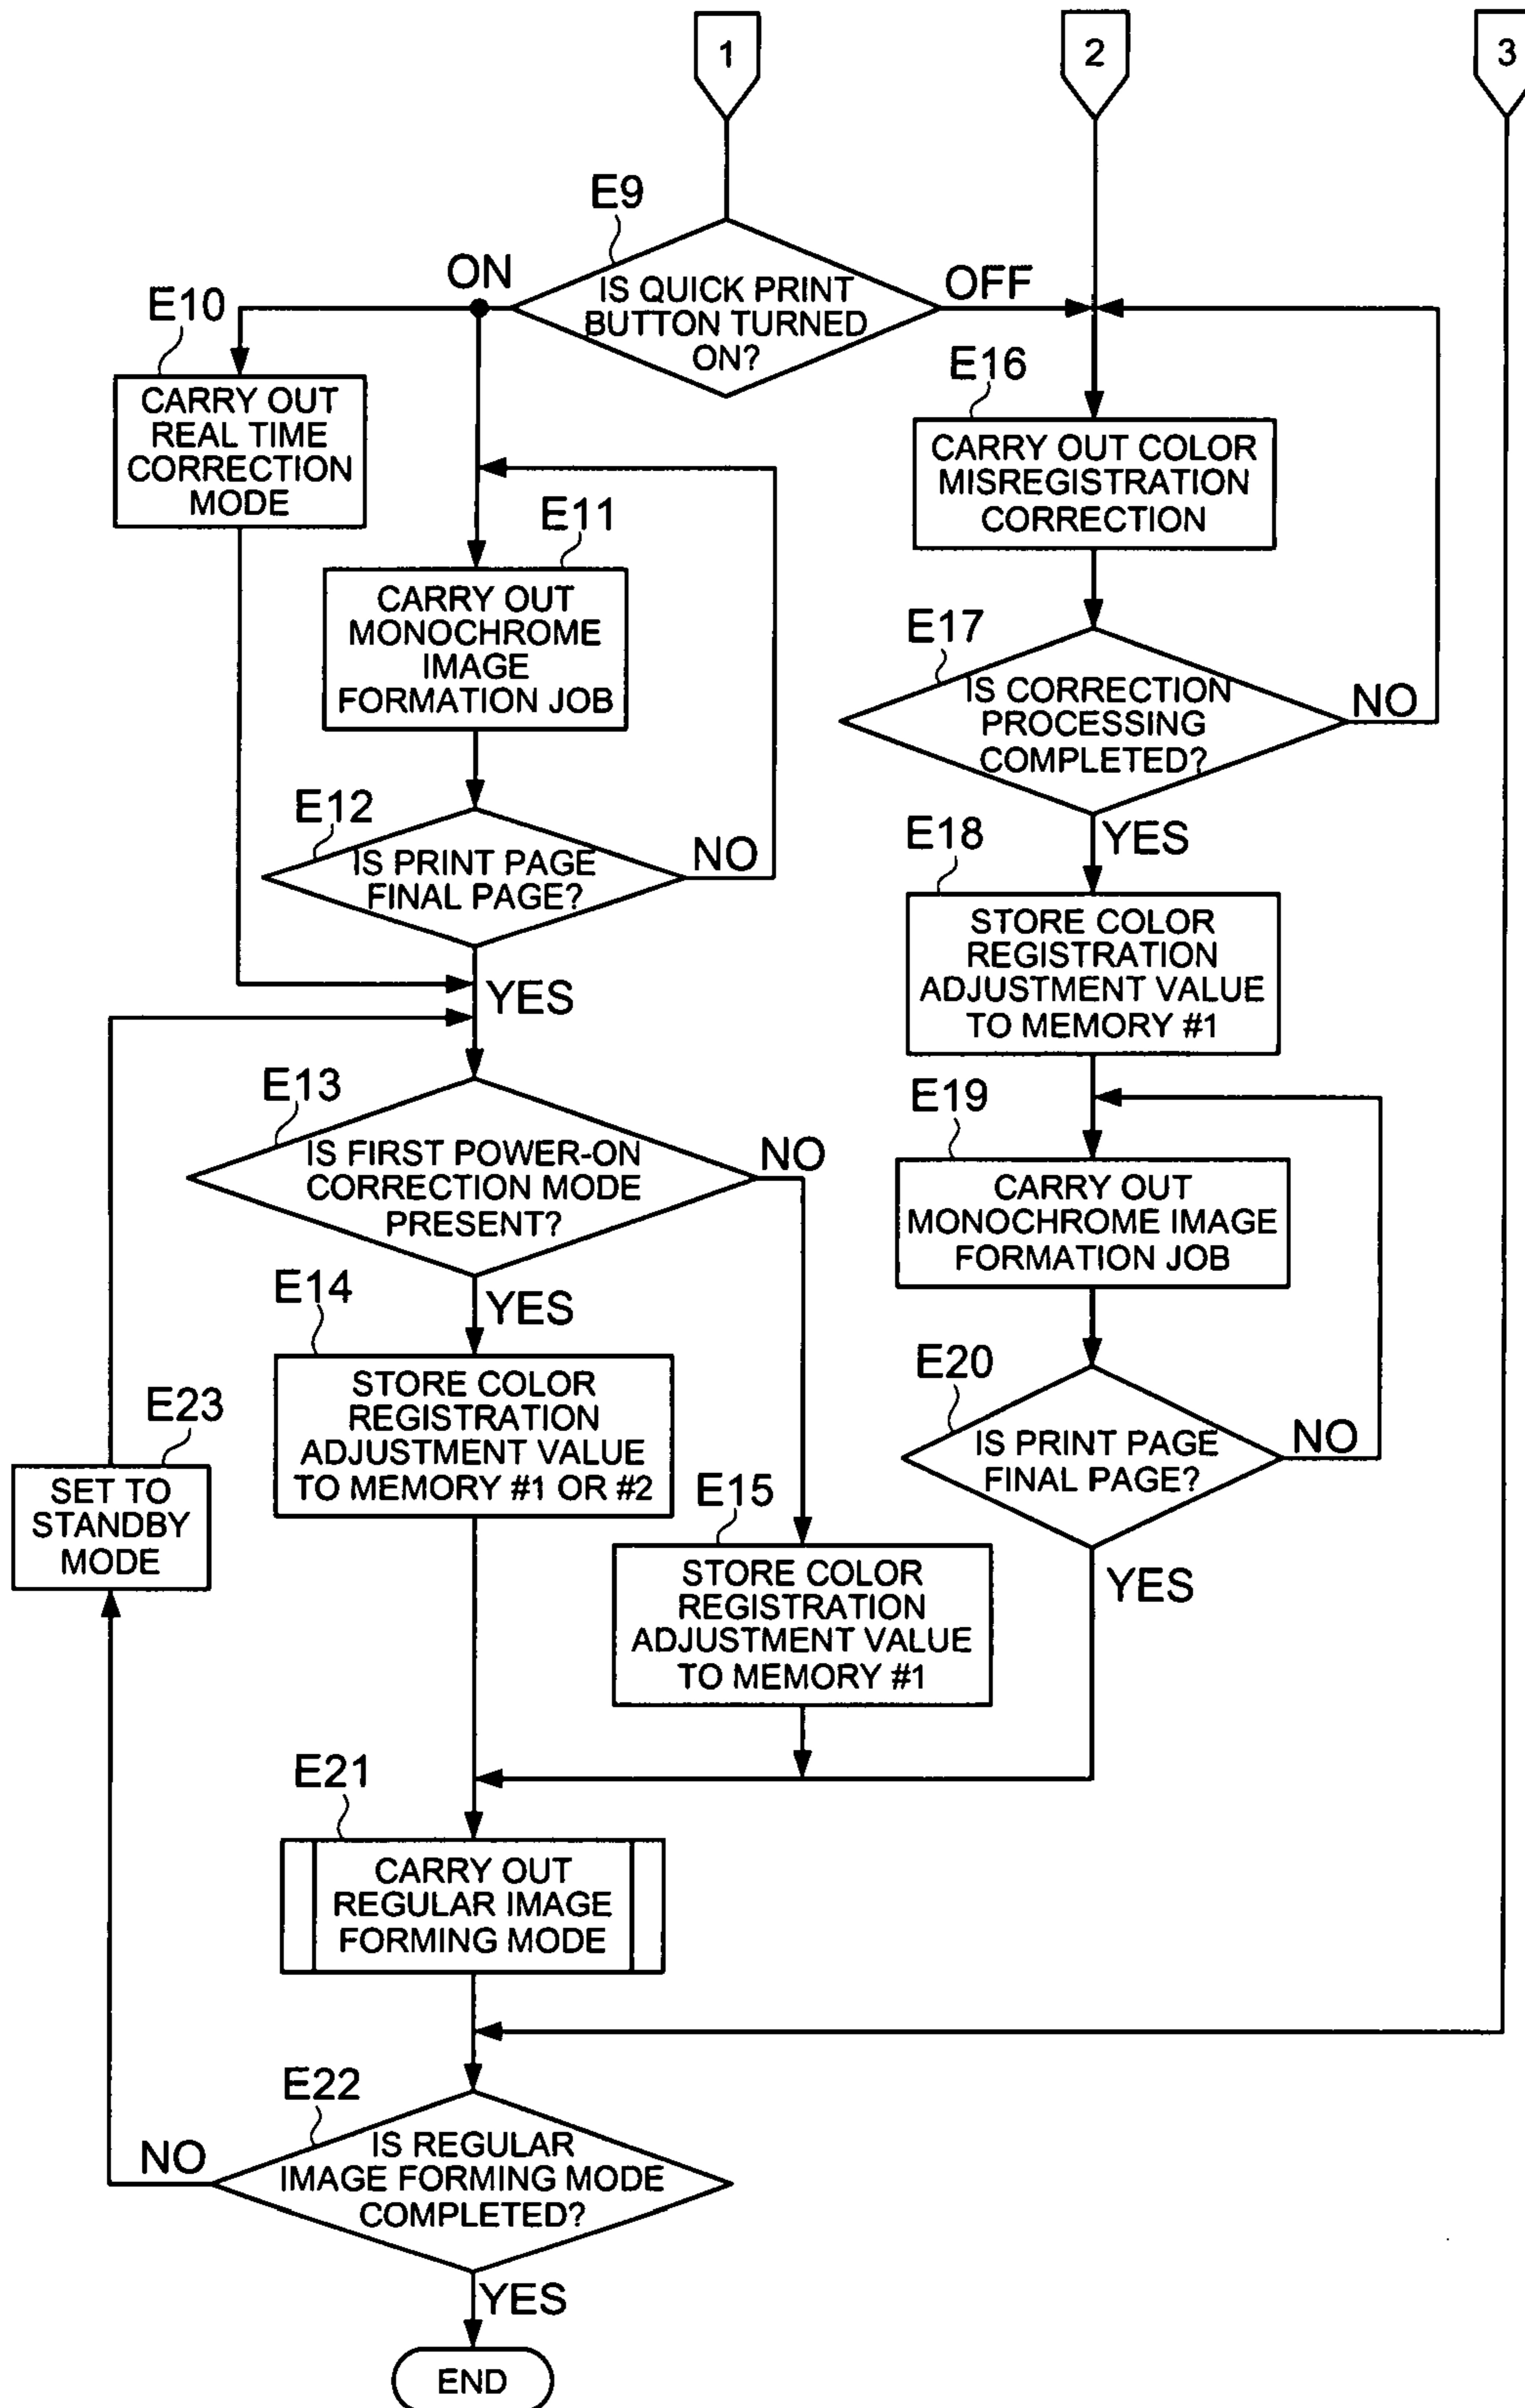 1
2
3
E9
ON
IS QUICK PRINT
BUTTON TURNED
ON?
OFF
E10
CARRY OUT
REAL TIME
CORRECTION
MODE
E16
CARRY OUT COLOR
MISREGISTRATION
CORRECTION
E11
CARRY OUT
MONOCHROME
IMAGE
FORMATION JOB
E17
IS CORRECTION
PROCESSING
COMPLETED?
NO
YES
E12
IS PRINT PAGE
FINAL PAGE?
NO
YES
E18
STORE COLOR
REGISTRATION
ADJUSTMENT VALUE
TO MEMORY #1
E13
IS FIRST POWER-ON
CORRECTION MODE
PRESENT?
NO
YES
E19
CARRY OUT
MONOCHROME IMAGE
FORMATION JOB
E14
STORE COLOR
REGISTRATION
ADJUSTMENT VALUE
TO MEMORY #1 OR #2
E20
IS PRINT PAGE
FINAL PAGE?
NO
YES
E23
SET TO
STANDBY
MODE
E15
STORE COLOR
REGISTRATION
ADJUSTMENT VALUE
TO MEMORY #1
E21
CARRY OUT
REGULAR IMAGE
FORMING MODE
E22
NO
IS REGULAR
IMAGE FORMING MODE
COMPLETED?
YES
END